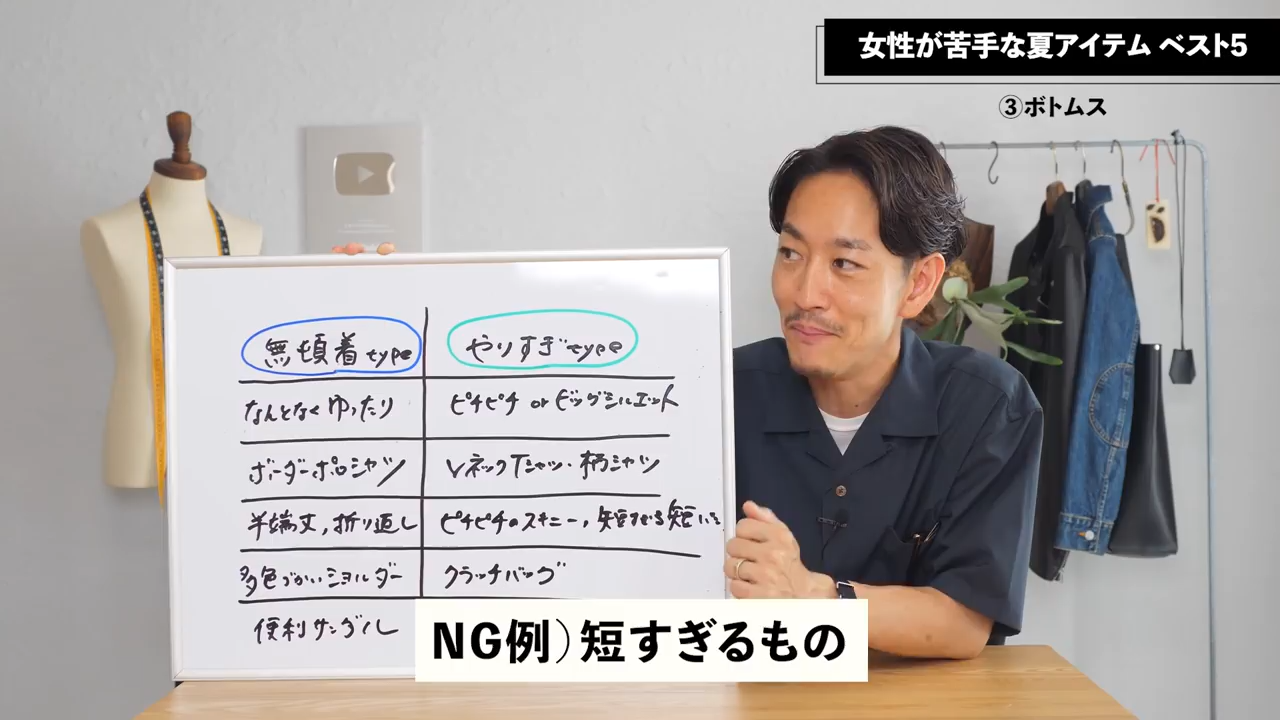 女性が苦手な夏アイテム ベスト5
③ボトムス
無頓着type
やりすぎtype
なんとなくゆったり
ピチピチ or ビッグシルエット
ボーダーポロシャツ
Vネックテシャツ・柄シャツ
半端丈,折り返し
ピチピチのスキニー,短すぎる短パン
多色づかいショルダー
クラッチバッグ
便利サンダル
NG例）短すぎるもの